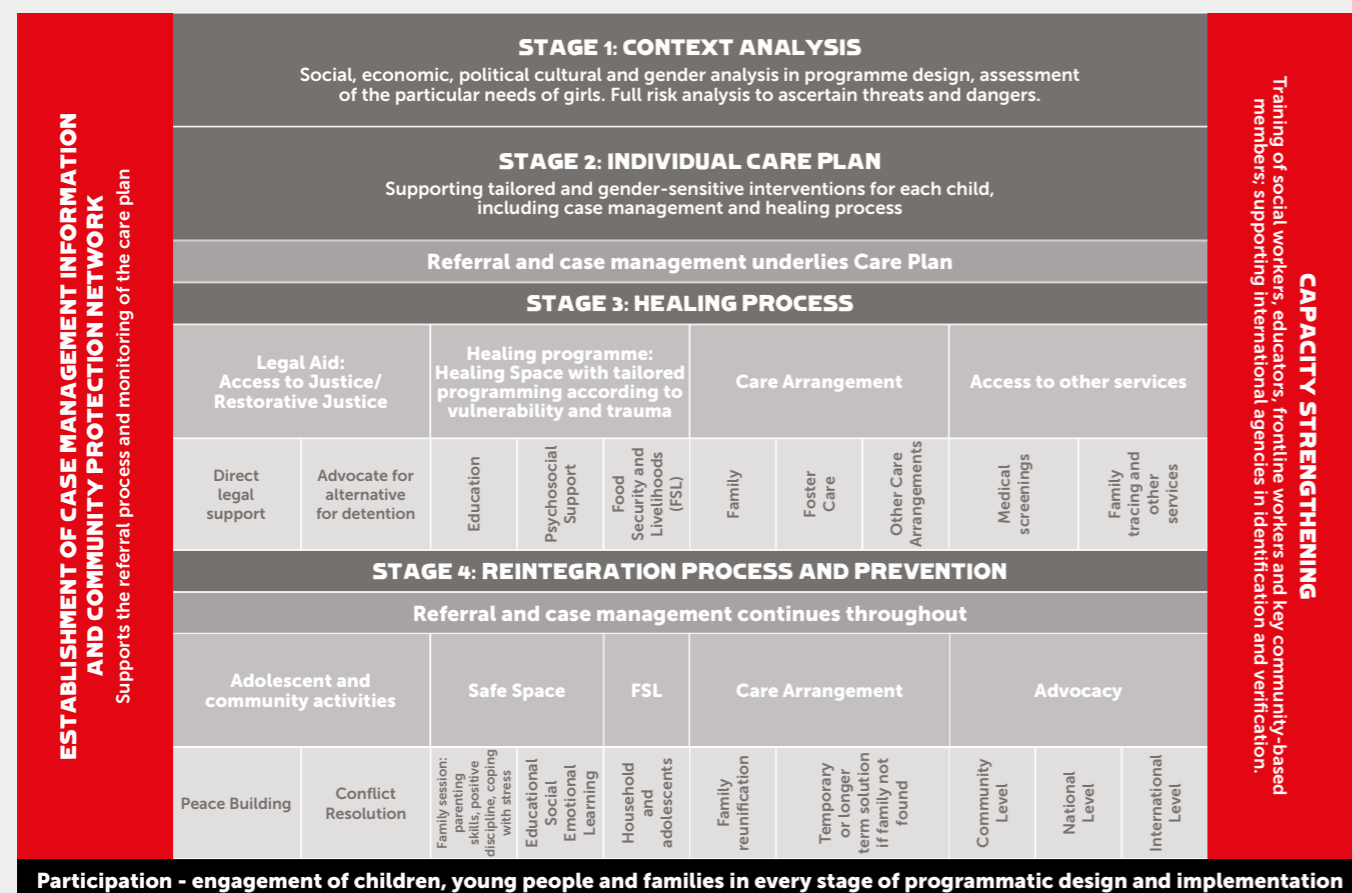 ESTABLISHMENT OF CASE MANAGEMENT INFORMATION
AND COMMUNITY PROTECTION NETWORK
Supports the referral process and monitoring of the care plan
STAGE 1: CONTEXT ANALYSIS
Social, economic, political cultural and gender analysis in programme design, assessment
of the particular needs of girls. Full risk analysis to ascertain threats and dangers.
STAGE 2: INDIVIDUAL CARE PLAN
Supporting tailored and gender-sensitive interventions for each child,
including case management and healing process
Referral and case management underlies Care Plan
STAGE 3: HEALING PROCESS
Legal Aid:
Access to Justice/
Restorative Justice
Healing programme:
Healing Space with tailored
programming according to
vulnerability and trauma
Care Arrangement
Access to other services
Direct
legal
support
Advocate for
alternative
for detention
Education
Psychosocial
Support
Food
Security and
Livelihoods
(FSL)
Family
Foster
Care
Other Care
Arrangements
Medical
screenings
Family
tracing and
other
services
STAGE 4: REINTEGRATION PROCESS AND PREVENTION
Referral and case management continues throughout
Adolescent and
community activities
Safe Space
FSL
Care Arrangement
Advocacy
Peace Building
Conflict
Resolution
Family session:
parenting
skills, positive
discipline, coping
with stress
Educational
Social
Emotional
Learning
Household
and
adolescents
Family
reunification
Temporary
or longer
term solution
if family not
found
Community
Level
National
Level
International
Level
CAPACITY STRENGTHENING
Training of social workers, educators, frontline workers and key community-based
members; supporting international agencies in identification and verification.
Participation - engagement of children, young people and families in every stage of programmatic design and implementation